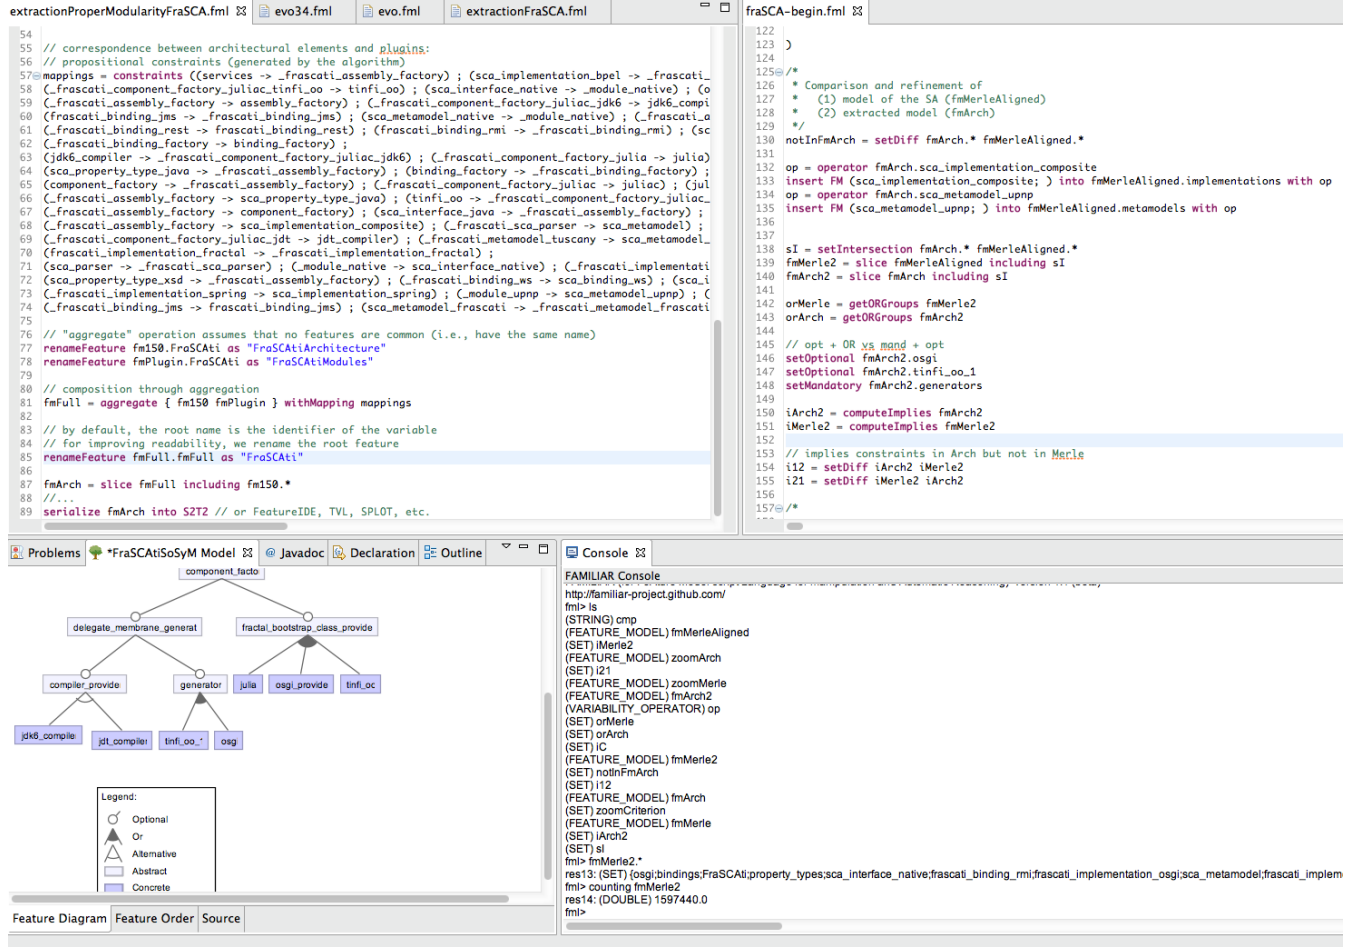 extractionProperModularityFraSCA.fml
evo34.fml
evo.fml
extractionFraSCA.fml
54
55 // correspondence between architectural elements and plugins:
56 // propositional constraints (generated by the algorithm)
57 mappings = constraints ((services -> _frascati_assembly_factory) ; (sca_implementation_bpel -> _frascati_
58 (_frascati_component_factory_juliac_tinfi_oo -> tinfi_oo) ; (sca_interface_native -> _module_native) ; (o
59 (_frascati_assembly_factory -> assembly_factory) ; (_frascati_component_factory_juliac_jdk6 -> jdk6_compi
60 (frascati_binding_jms -> _frascati_binding_jms) ; (sca_metamodel_native -> _module_native) ; (_frascati_a
61 (_frascati_binding_rest -> frascati_binding_rest) ; (frascati_binding_rmi -> _frascati_binding_rmi) ; (sc
62 (_frascati_binding_factory -> binding_factory) ;
63 (jdk6_compiler -> _frascati_component_factory_juliac_jdk6) ; (_frascati_component_factory_julia -> julia)
64 (sca_property_type_java -> _frascati_assembly_factory) ; (binding_factory -> _frascati_binding_factory) ;
65 (component_factory -> _frascati_assembly_factory) ; (_frascati_component_factory_juliac -> juliac) ; (jul
66 (_frascati_assembly_factory -> sca_property_type_java) ; (tinfi_oo -> _frascati_component_factory_juliac_
67 (_frascati_assembly_factory -> component_factory) ; (sca_interface_java -> _frascati_assembly_factory) ;
68 (_frascati_assembly_factory -> sca_implementation_composite) ; (_frascati_sca_parser -> sca_metamodel) ;
69 (_frascati_component_factory_juliac_jdt -> jdt_compiler) ; (_frascati_metamodel_tuscany -> sca_metamodel_
70 (frascati_implementation_fractal -> _frascati_implementation_fractal) ;
71 (sca_parser -> _frascati_sca_parser) ; (_module_native -> sca_interface_native) ; (_frascati_implementati
72 (sca_property_type_xsd -> _frascati_assembly_factory) ; (_frascati_binding_ws -> sca_binding_ws) ; (sca_i
73 (_frascati_implementation_spring -> sca_implementation_spring) ; (_module_upnp -> sca_metamodel_upnp) ; (
74 (_frascati_binding_jms -> frascati_binding_jms) ; (sca_metamodel_frascati -> _frascati_metamodel_frascati
75
76 // "aggregate" operation assumes that no features are common (i.e., have the same name)
77 renameFeature fm150.FraSCAti as "FraSCAtiArchitecture"
78 renameFeature fmPlugin.FraSCAti as "FraSCAtiModules"
79
80 // composition through aggregation
81 fmFull = aggregate { fm150 fmPlugin } withMapping mappings
82
83 // by default, the root name is the identifier of the variable
84 // for improving readability, we rename the root feature
85 renameFeature fmFull.fmFull as "FraSCAti"
86
87 fmArch = slice fmFull including fm150.*
88 //...
89 serialize fmArch into S2T2 // or FeatureIDE, TVL, SPLOT, etc.
fraSCA-begin.fml
122
123 )
124
125 /*
126 * Comparison and refinement of
127 * (1) model of the SA (fmMerleAligned)
128 * (2) extracted model (fmArch)
129 */
130 notInFmArch = setDiff fmArch.* fmMerleAligned.*
131
132 op = operator fmArch.sca_implementation_composite
133 insert FM (sca_implementation_composite; ) into fmMerleAligned.implementations with op
134 op = operator fmArch.sca_metamodel_upnp
135 insert FM (sca_metamodel_upnp; ) into fmMerleAligned.metamodels with op
136
137
138 sI = setIntersection fmArch.* fmMerleAligned.*
139 fmMerle2 = slice fmMerleAligned including sI
140 fmArch2 = slice fmArch including sI
141
142 orMerle = getORGroups fmMerle2
143 orArch = getORGroups fmArch2
144
145 // opt + OR vs mand + opt
146 setOptional fmArch2.osgi
147 setOptional fmArch2.tinfi_oo_1
148 setMandatory fmArch2.generators
149
150 iArch2 = computeImplies fmArch2
151 iMerle2 = computeImplies fmMerle2
152
153 // implies constraints in Arch but not in Merle
154 i12 = setDiff iArch2 iMerle2
155 i21 = setDiff iMerle2 iArch2
156
157 /*
Problems
*FraSCAtiSoSyM Model
@ Javadoc
Declaration
Outline
component_facto
delegate_membrane_generat
fractal_bootstrap_class_provide
compiler_provide
generator
julia
osgi_provide
tinfi_oc
jdk6_compile
jdt_compiler
tinfi_oo_
osg
Legend:
Optional
Or
Alternative
Abstract
Concrete
Feature Diagram
Feature Order
Source
Console
FAMILIAR Console
http://familiar-project.github.com/
fml> ls
(STRING) cmp
(FEATURE_MODEL) fmMerleAligned
(SET) iMerle2
(FEATURE_MODEL) zoomArch
(SET) i21
(FEATURE_MODEL) zoomMerle
(FEATURE_MODEL) fmArch2
(VARIABILITY_OPERATOR) op
(SET) orMerle
(SET) orArch
(SET) iC
(FEATURE_MODEL) fmMerle2
(SET) notInFmArch
(SET) i12
(FEATURE_MODEL) fmArch
(SET) zoomCriterion
(FEATURE_MODEL) fmMerle
(SET) iArch2
(SET) sI
fml> fmMerle2.*
res13: (SET) {osgi;bindings;FraSCAti;property_types;sca_interface_native;frascati_binding_rmi;frascati_implementation_osgi;sca_metamodel;frascati_implem
fml> counting fmMerle2
res14: (DOUBLE) 1597440.0
fml>